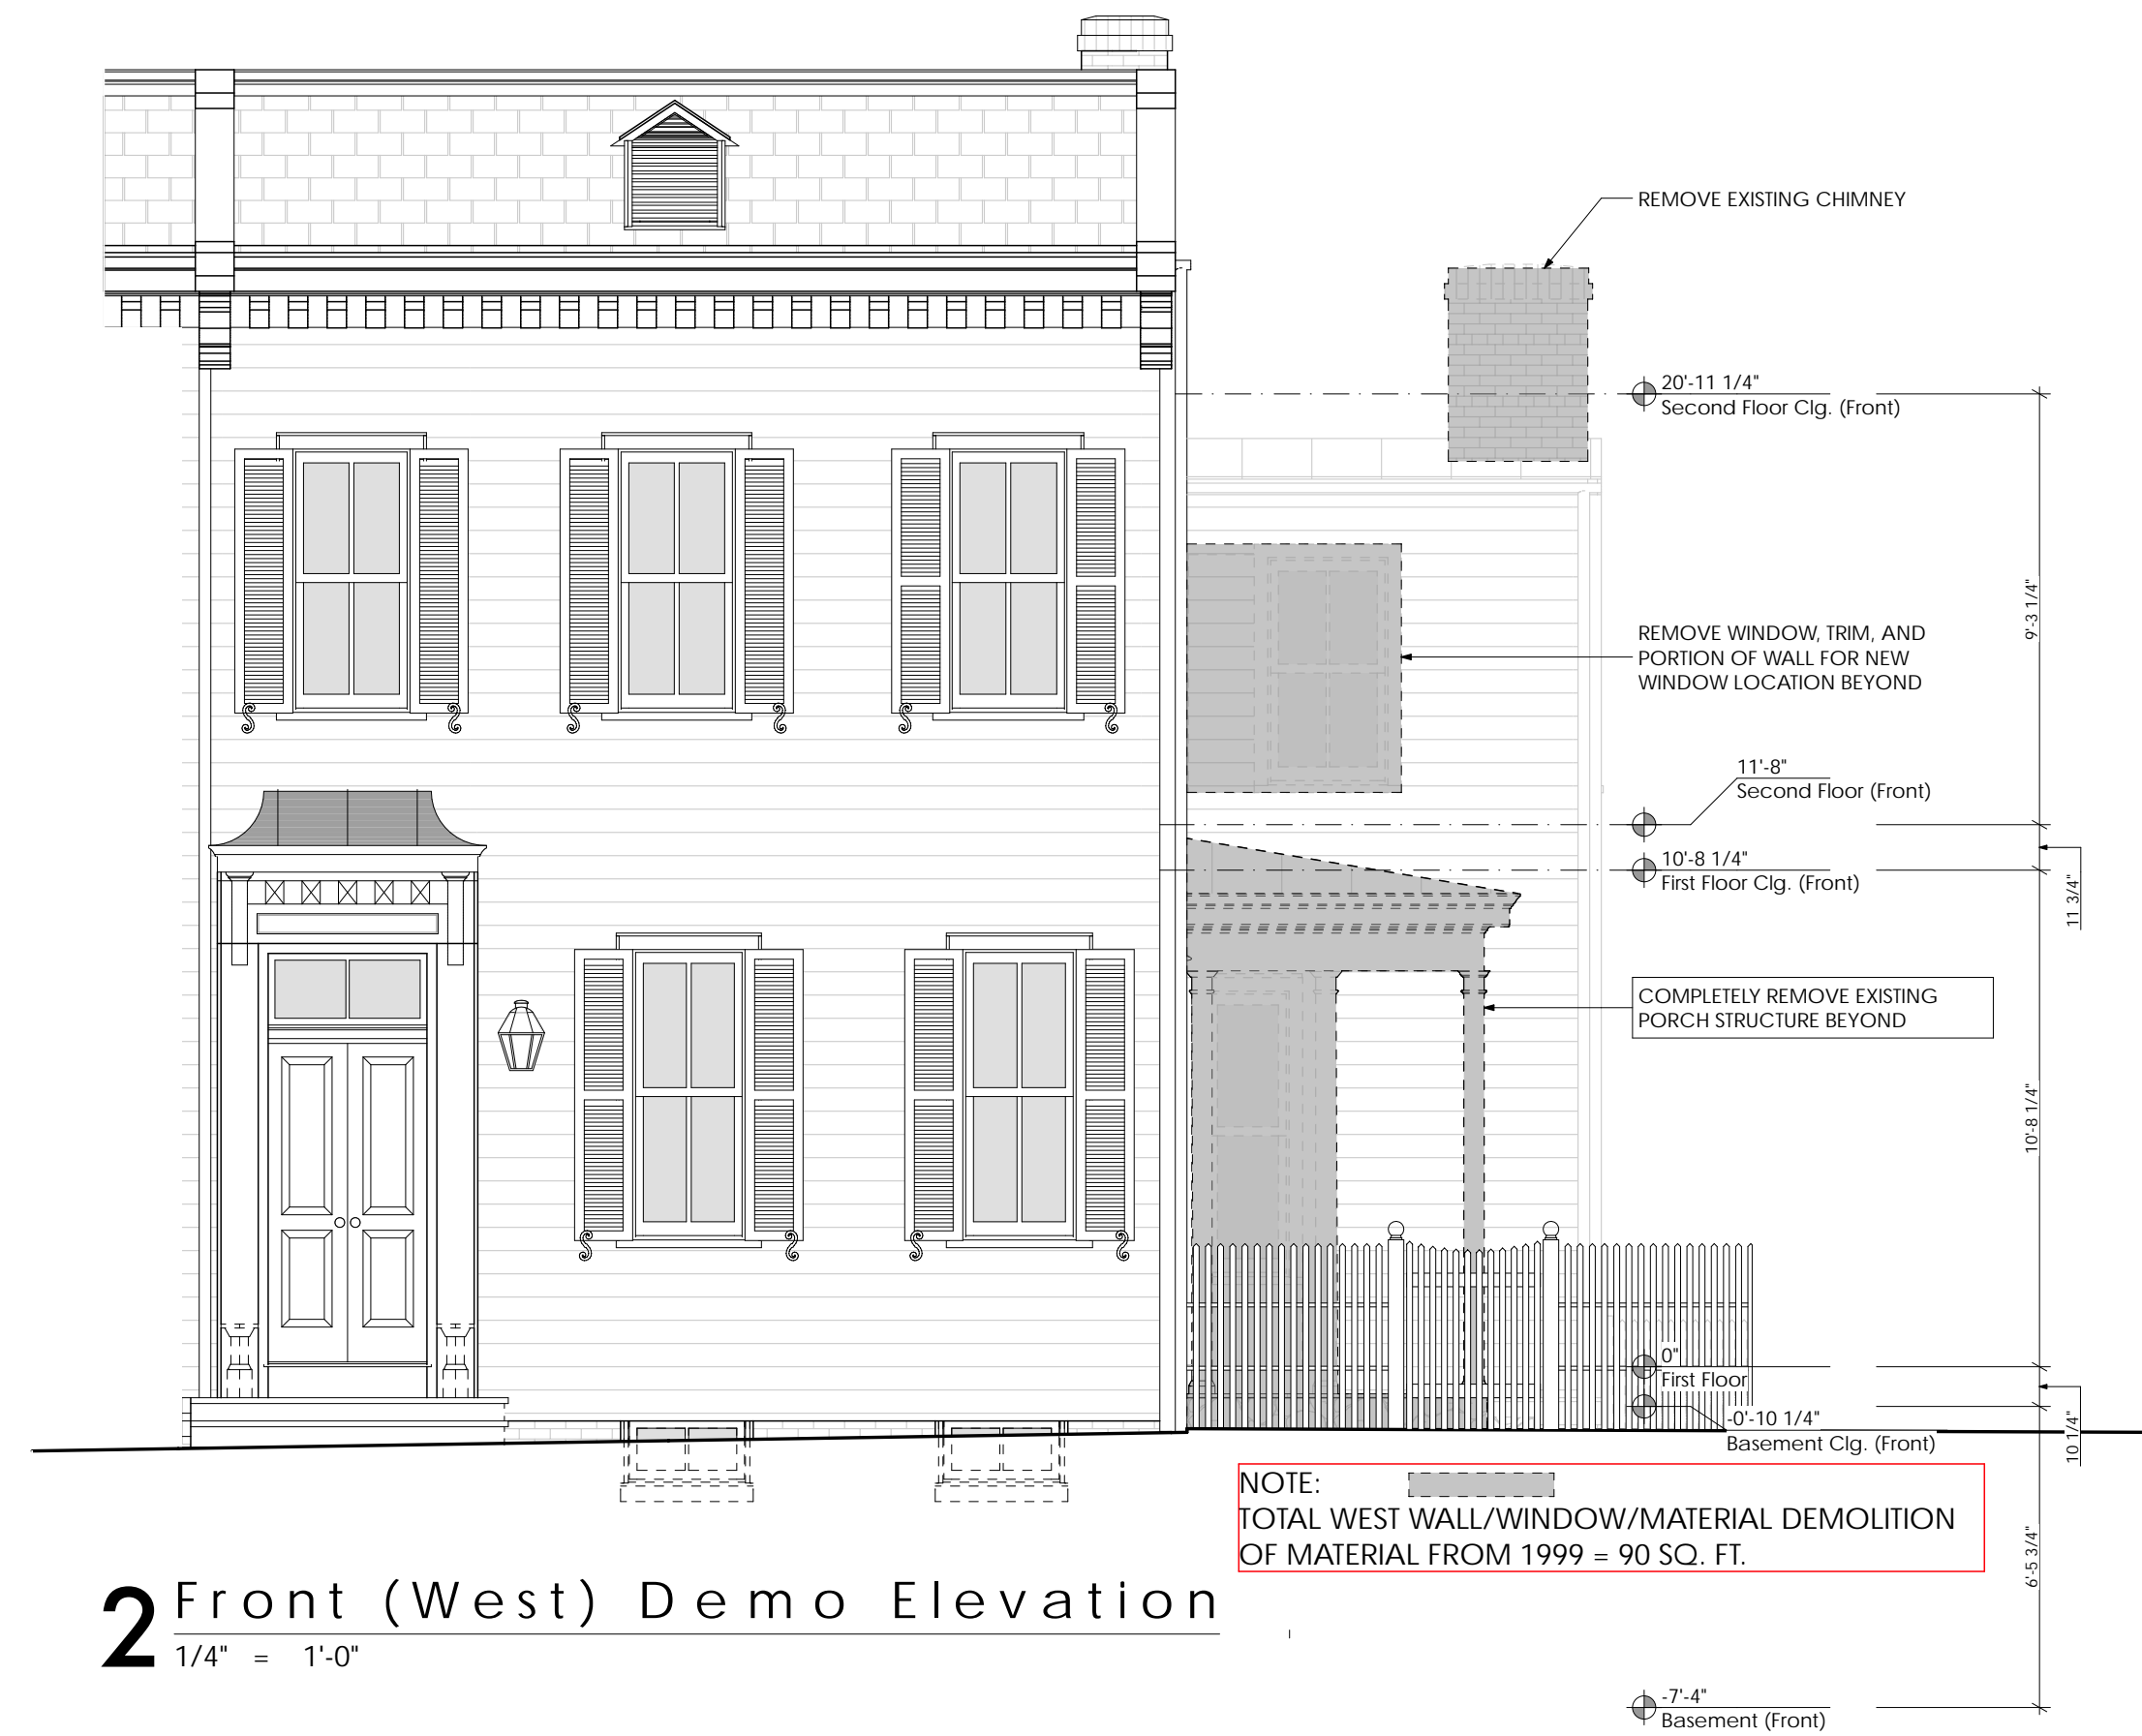 REMOVE EXISTING CHIMNEY
20'-11 1/4"
Second Floor Clg. (Front)
9'-3 1/4"
REMOVE WINDOW, TRIM, AND
PORTION OF WALL FOR NEW
WINDOW LOCATION BEYOND
11'-8"
Second Floor (Front)
10'-8 1/4"
First Floor Clg. (Front)
11 3/4"
COMPLETELY REMOVE EXISTING
PORCH STRUCTURE BEYOND
10'-8 1/4"
0"
First Floor
-0'-10 1/4"
Basement Clg. (Front)
10 1/4"
NOTE:
TOTAL WEST WALL/WINDOW/MATERIAL DEMOLITION
OF MATERIAL FROM 1999 = 90 SQ. FT.
6'-5 3/4"
2 Front (West) Demo Elevation
1/4" = 1'-0"
-7'-4"
Basement (Front)